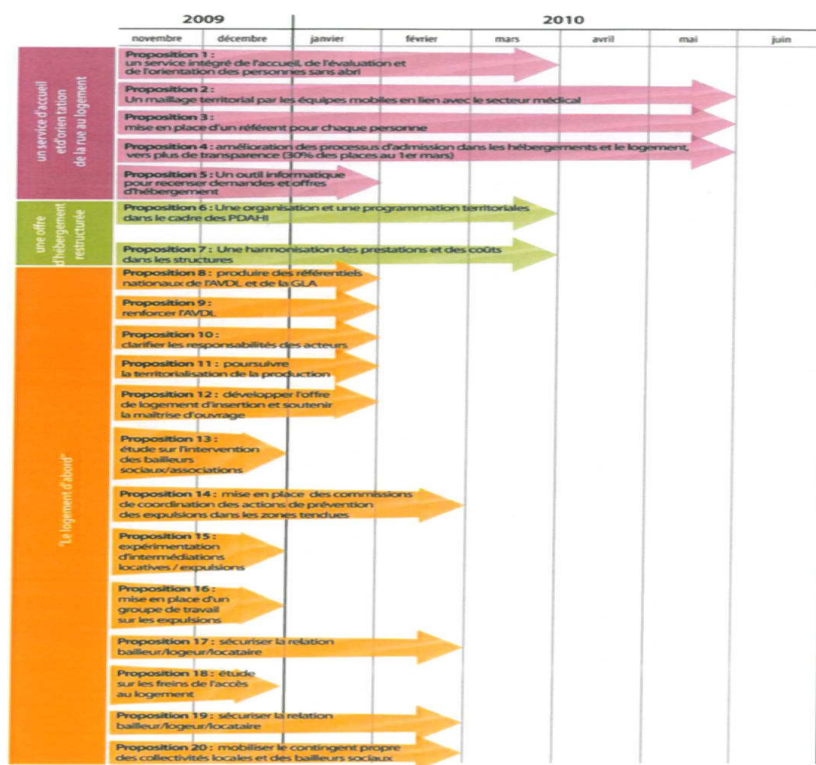 2009 2010
novembre décembre janvier février mars avril mai juin
un service d'accueil
et d'orientation
de la rue au logement
Proposition 1 :
un service intégré de l'accueil, de l'évaluation et
de l'orientation des personnes sans abri
Proposition 2 :
Un maillage territorial par les équipes mobiles en lien avec le secteur médical
Proposition 3 :
mise en place d'un référent pour chaque personne
Proposition 4 : amélioration des processus d'admission dans les hébergements et le logement,
vers plus de transparence (30% des places au 1er mars)
Proposition 5 : Un outil informatique
pour recenser demandes et offres
d'hébergement
une offre
d'hébergement
restructurée
Proposition 6 : Une organisation et une programmation territoriales
dans le cadre des PDAHI
Proposition 7 : Une harmonisation des prestations et des coûts
dans les structures
"Le logement d'abord"
Proposition 8 : produire des référentiels
nationaux de l'AVDL et de la GLA
Proposition 9 :
renforcer l'AVDL
Proposition 10 :
clarifier les responsabilités des acteurs
Proposition 11 : poursuivre
la territorialisation de la production
Proposition 12 : développer l'offre
de logement d'insertion et soutenir
la maîtrise d'ouvrage
Proposition 13 :
étude sur l'intervention
des bailleurs
sociaux/associations
Proposition 14 : mise en place des commissions
de coordination des actions de prévention
des expulsions dans les zones tendues
Proposition 15 :
expérimentation
d'intermédiations
locatives / expulsions
Proposition 16 :
mise en place d'un
groupe de travail
sur les expulsions
Proposition 17 : sécuriser la relation
bailleur/logeur/locataire
Proposition 18 : étude
sur les freins de l'accès
au logement
Proposition 19 : sécuriser la relation
bailleur/logeur/locataire
Proposition 20 : mobiliser le contingent propre
des collectivités locales et des bailleurs sociaux